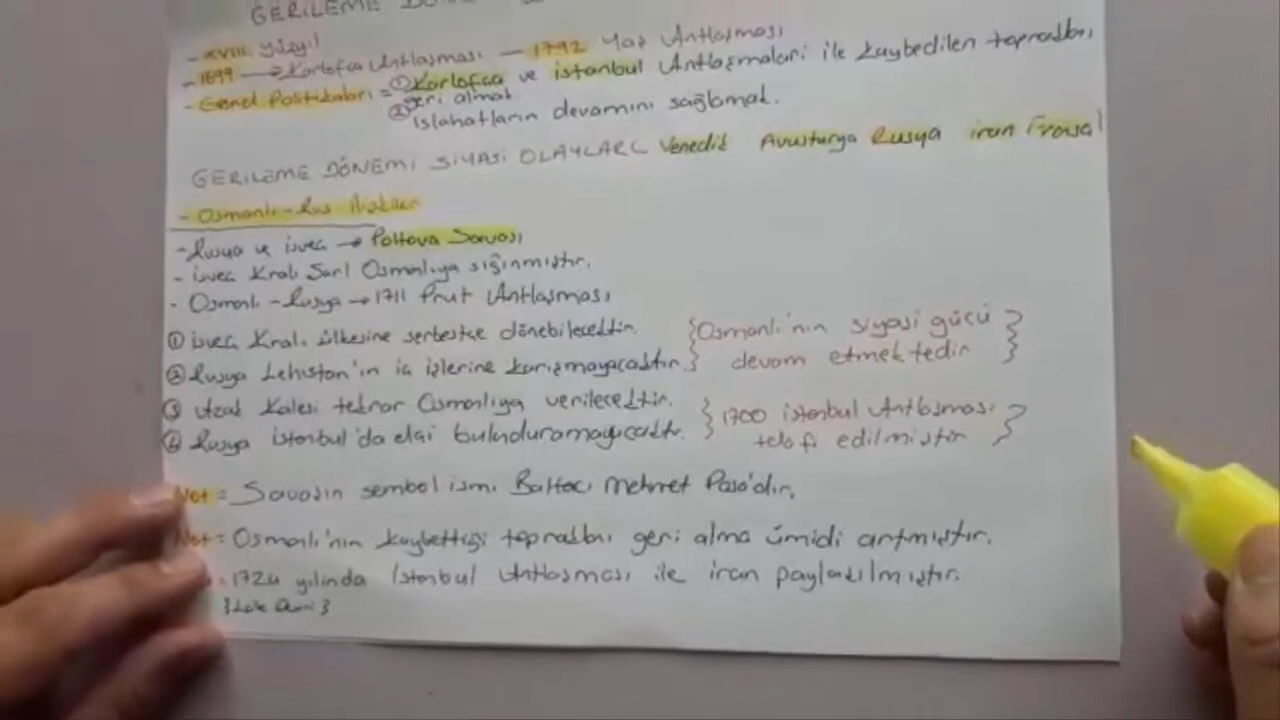 GERİLEME
- XVIII. yüzyıl
- 1699 → Karlofça Antlaşması — 1792 Yaş Antlaşması
- Genel Politikaları = ① Karlofça ve İstanbul Antlaşmaları ile kaybedilen toprakları
geri almak.
② Islahatların devamını sağlamak.
GERİLEME DÖNEMİ SİYASİ OLAYLARI Venedik Avusturya Rusya İran Fransa
- Osmanlı - Rus İlişkileri
- Rusya ve İsveç → Poltova Savaşı
- İsveç Kralı Şarl Osmanlıya sığınmıştır.
- Osmanlı - Rusya → 1711 Prut Antlaşması
① İsveç Kralı ülkesine serbestçe dönebilecektir. {Osmanlı'nın siyasi gücü }
② Rusya Lehistan'ın iç işlerine karışmayacaktır.} devam etmektedir
③ Azak Kalesi tekrar Osmanlıya verilecektir. } 1700 İstanbul Antlaşması }
④ Rusya İstanbul'da elçi bulunduramayacaktır. telafi edilmiştir
Not = Savaşın sembol ismi Baltacı Mehmet Paşa'dır.
Not = Osmanlı'nın kaybettiği toprakları geri alma ümidi artmıştır.
1724 yılında İstanbul Antlaşması ile İran paylaşılmıştır.
{Lale Devri}